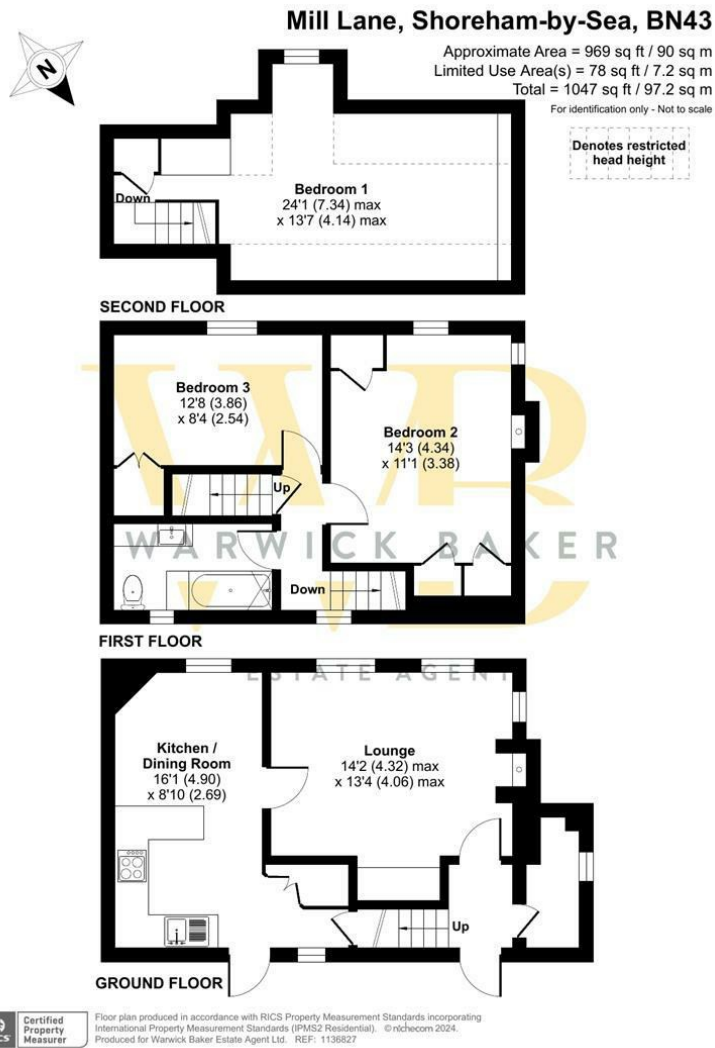 Mill Lane, Shoreham-by-Sea, BN43
Approximate Area = 969 sq ft / 90 sq m
Limited Use Area(s) = 78 sq ft / 7.2 sq m
Total = 1047 sq ft / 97.2 sq m
For identification only - Not to scale
N
Denotes restricted
head height
Down
Bedroom 1
24'1 (7.34) max
x 13'7 (4.14) max
SECOND FLOOR
Bedroom 3
12'8 (3.86)
x 8'4 (2.54)
Bedroom 2
14'3 (4.34)
x 11'1 (3.38)
Up
WARWICK BAKER
Down
FIRST FLOOR
ESTATE AGENT
Kitchen /
Dining Room
16'1 (4.90)
x 8'10 (2.69)
Lounge
14'2 (4.32) max
x 13'4 (4.06) max
Up
GROUND FLOOR
Certified
Property
Measurer
Floor plan produced in accordance with RICS Property Measurement Standards incorporating
International Property Measurement Standards (IPMS2 Residential). © nichecom 2024.
Produced for Warwick Baker Estate Agent Ltd. REF: 1136827